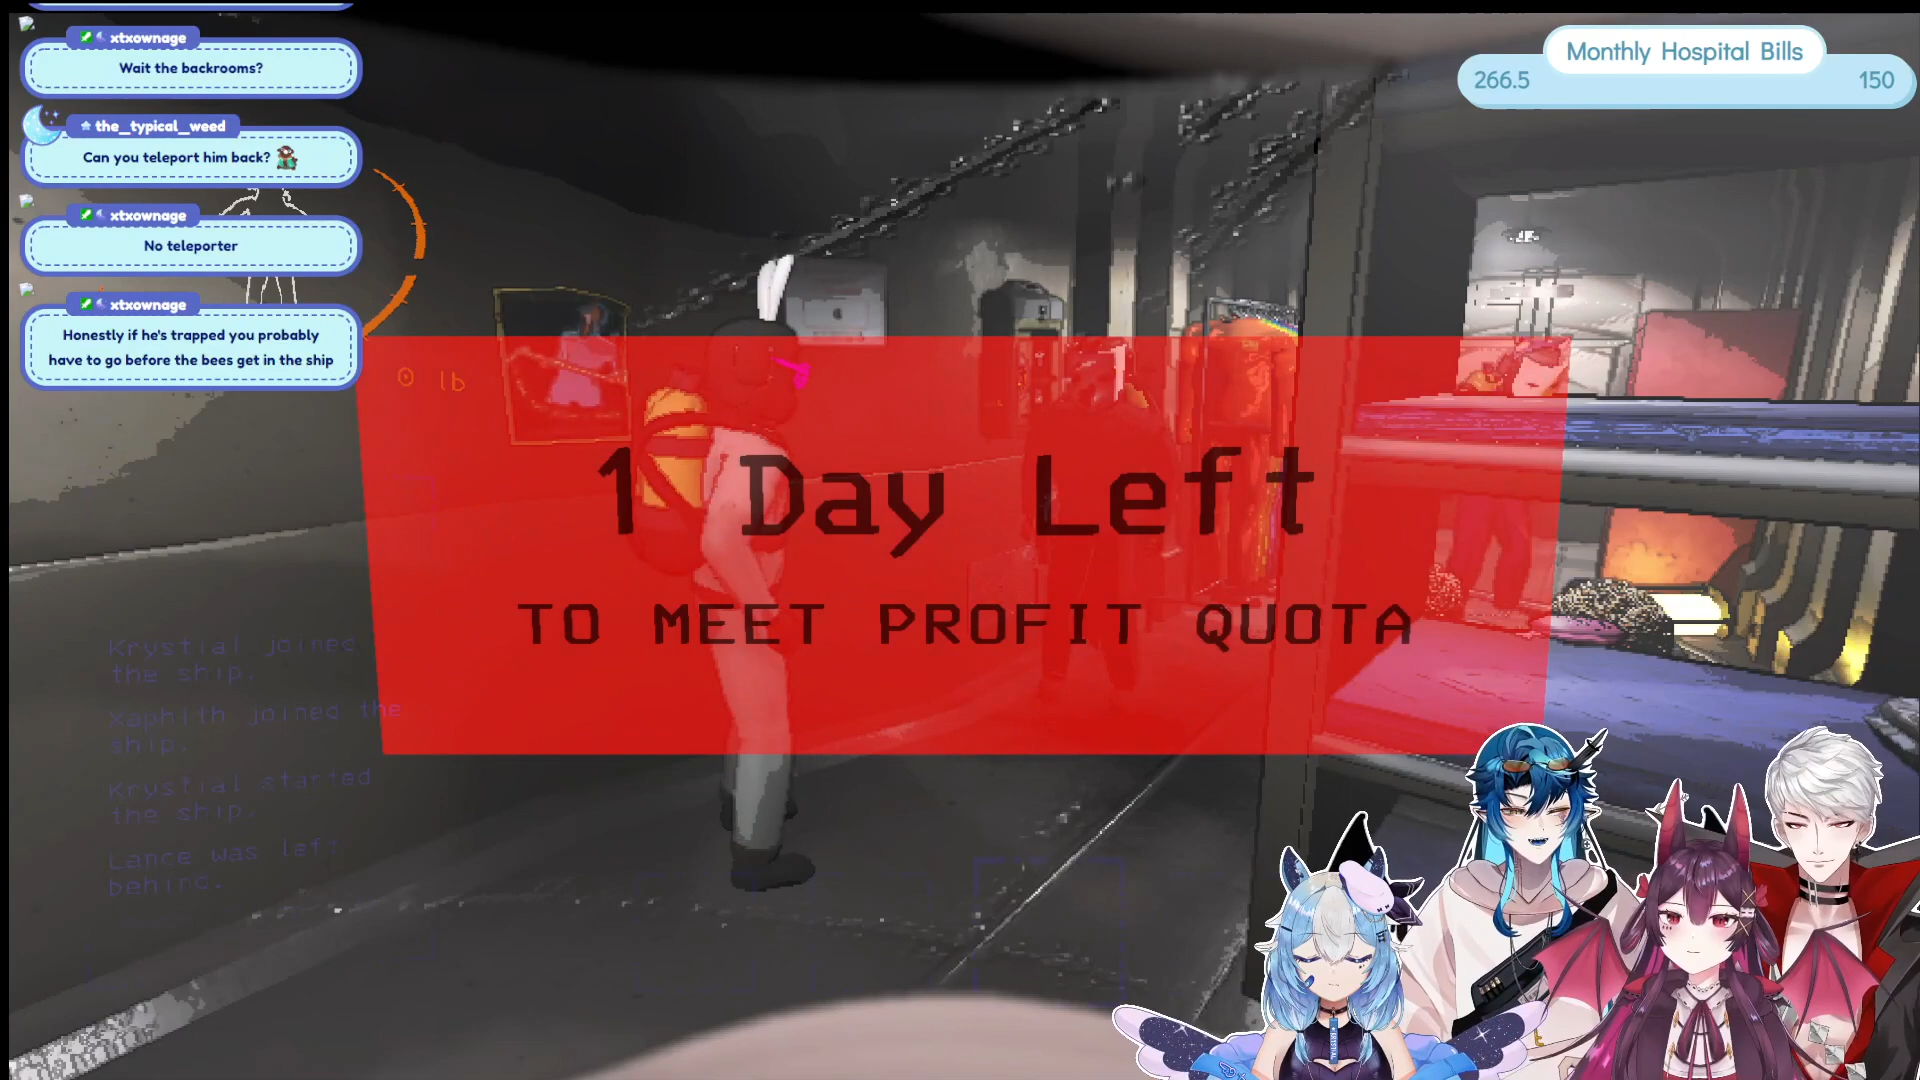 xtxownage
Wait the backrooms?
the_typical_weed
Can you teleport him back?
xtxownage
No teleporter
xtxownage
Honestly if he's trapped you probably
have to go before the bees get in the ship
Monthly Hospital Bills
266.5
150
0 lb
1 Day Left
TO MEET PROFIT QUOTA
Krystial joined
the ship.
Xaphith joined the
ship.
Krystial started
the ship.
Lance was left
behind.